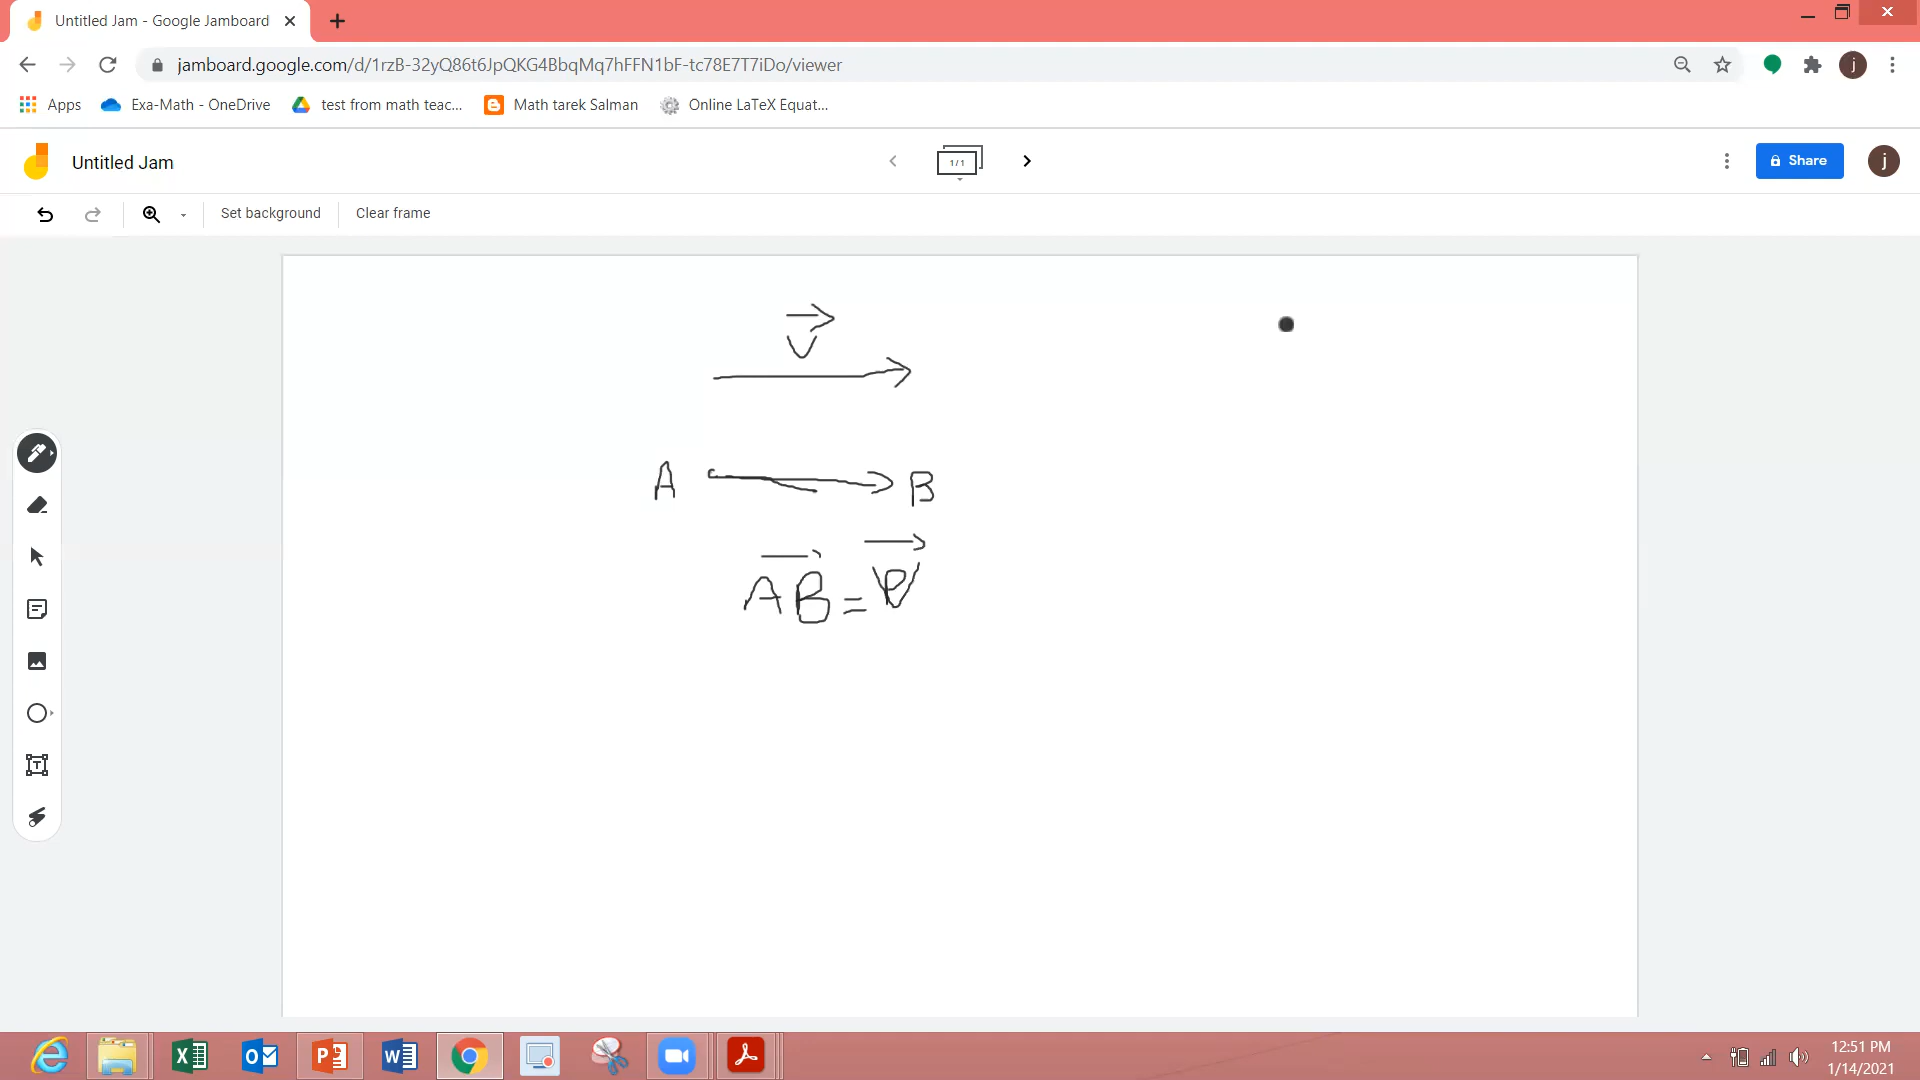 Untitled Jam - Google Jamboard
jamboard.google.com/d/1rzB-32yQ86t6JpQKG4BbqMq7hFFN1bF-tc78E7T7iDo/viewer
j
Apps
Exa-Math - OneDrive
test from math teac...
Math tarek Salman
Online LaTeX Equat...
Untitled Jam
1/1
Share
j
Set background
Clear frame
V
A B
AB = V
12:51 PM
1/14/2021